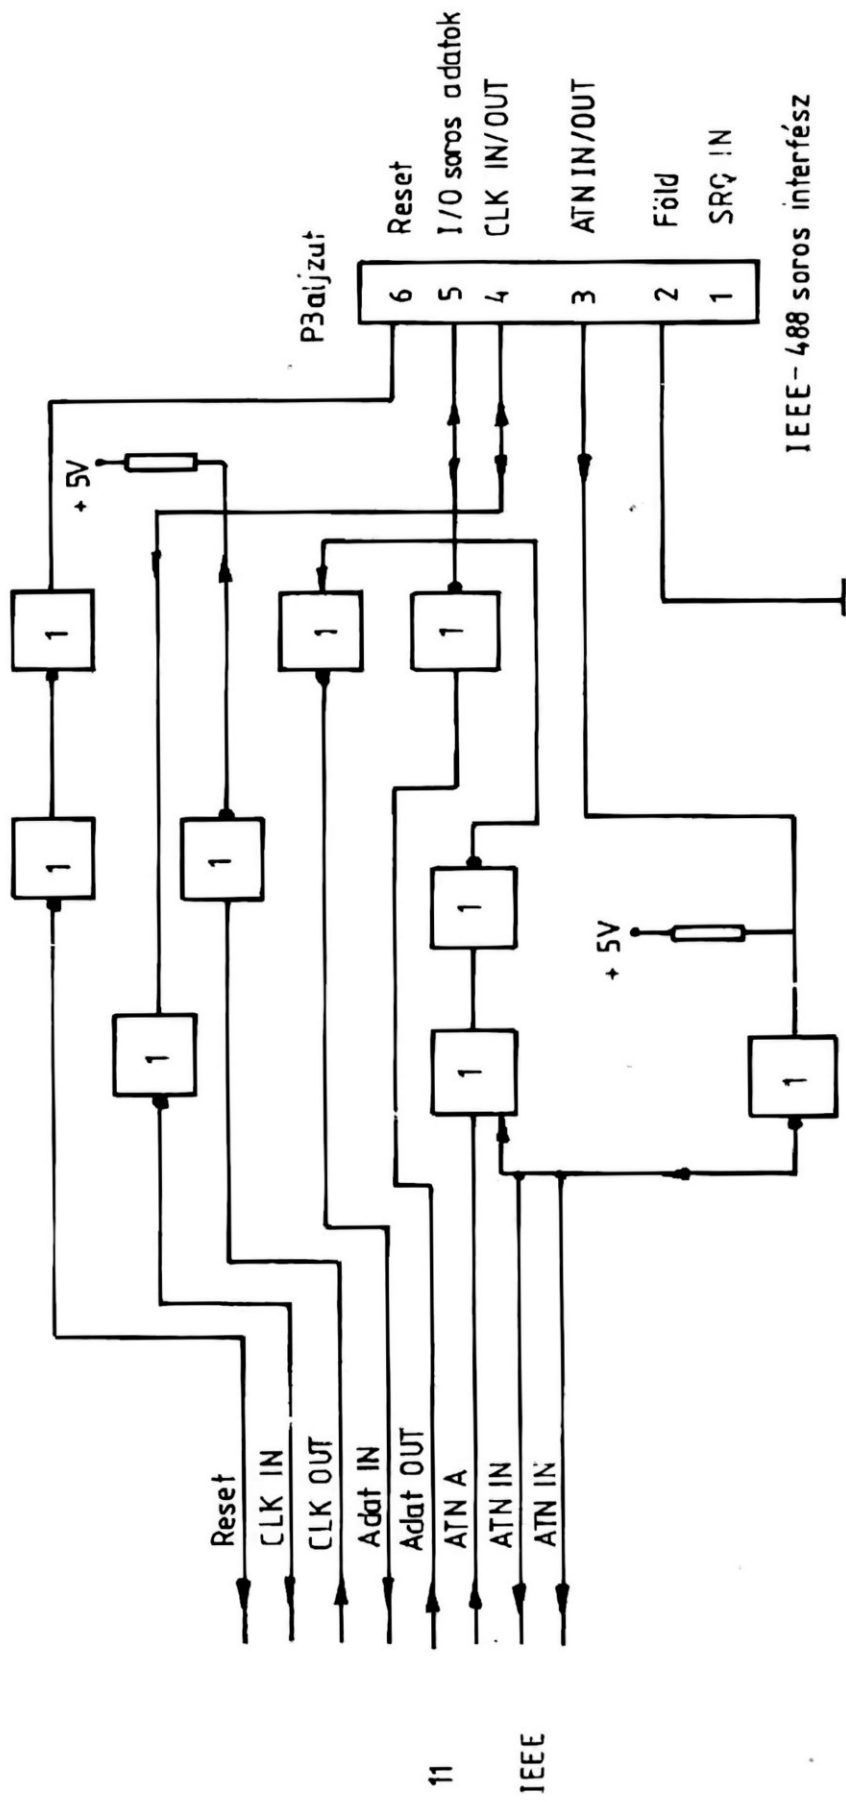 P3aljzat
6 Reset
5 I/O soros adatok
4 CLK IN/OUT
3 ATN IN/OUT
2 Föld
1 SRQ IN
IEEE-488 soros interfész
+ 5V
+ 5V
1
1
1
1
1
1
1
1
1
Reset
CLK IN
CLK OUT
Adat IN
Adat OUT
ATN A
ATN IN
ATN IN
11
IEEE